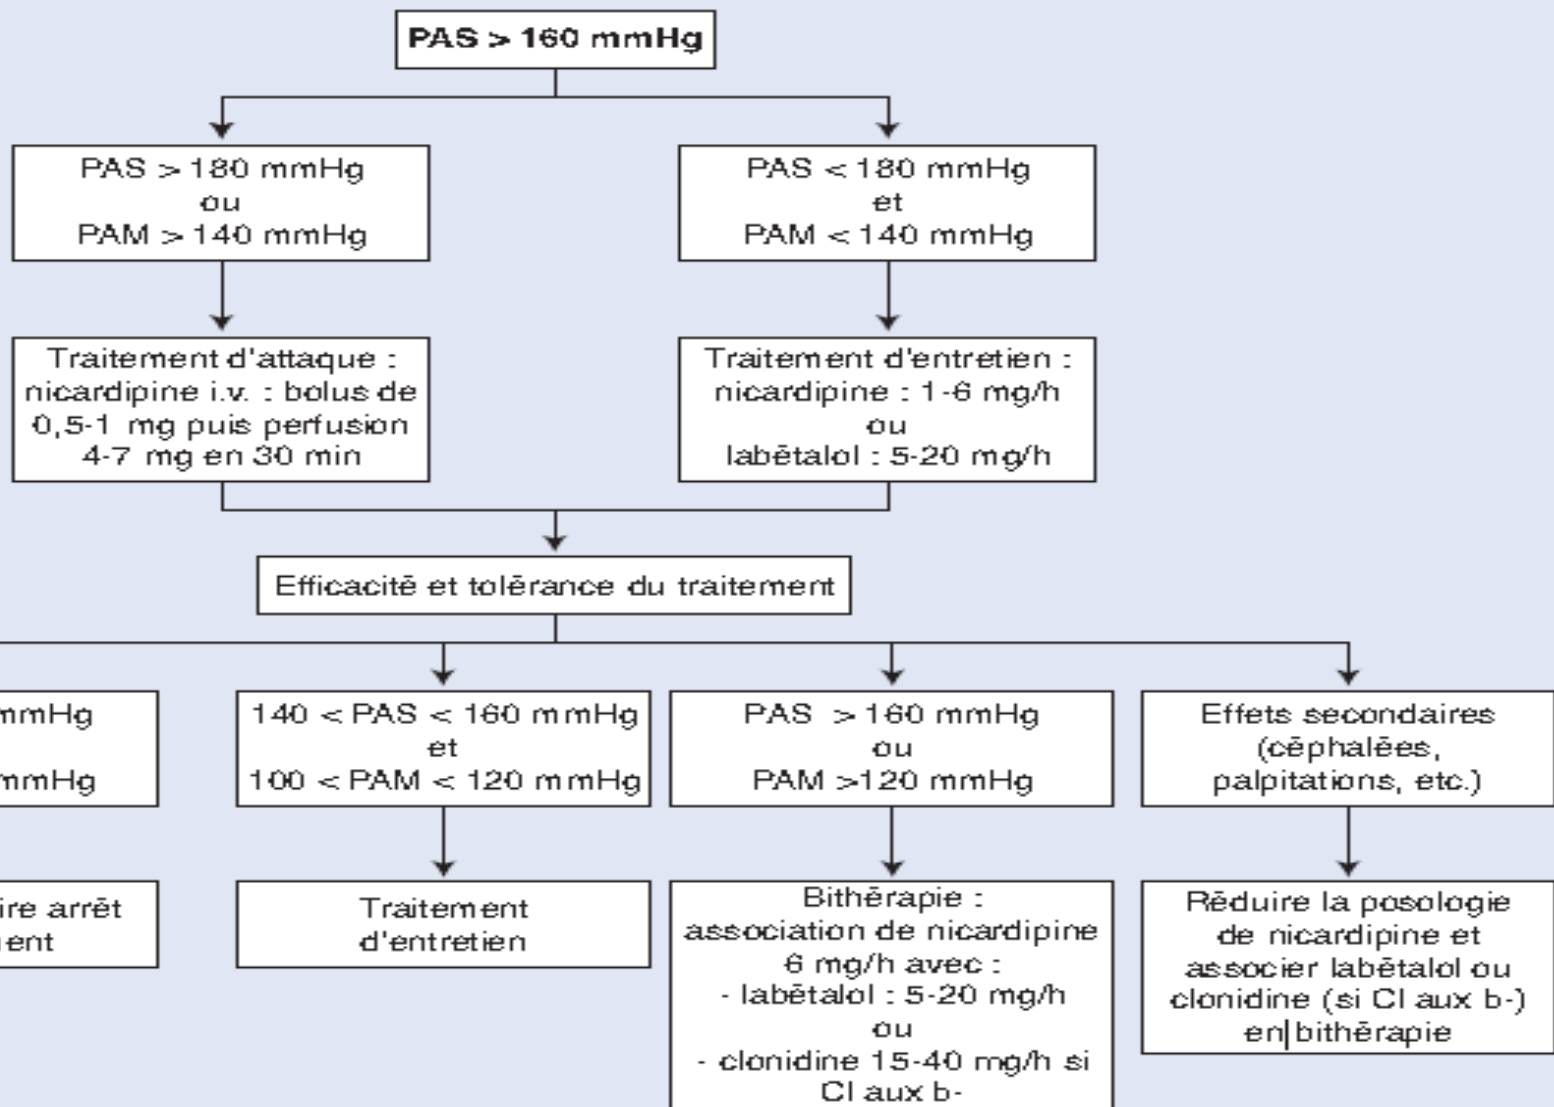 PAS > 160 mmHg
PAS > 180 mmHg
ou
PAM > 140 mmHg
PAS < 180 mmHg
et
PAM < 140 mmHg
Traitement d'attaque :
nicardipine i.v. : bolus de
0,5-1 mg puis perfusion
4-7 mg en 30 min
Traitement d'entretien :
nicardipine : 1-6 mg/h
ou
labétalol : 5-20 mg/h
Efficacité et tolérance du traitement
mmHg
mmHg
140 < PAS < 160 mmHg
et
100 < PAM < 120 mmHg
PAS > 160 mmHg
ou
PAM >120 mmHg
Effets secondaires
(céphalées,
palpitations, etc.)
ire arrêt
ent
Traitement
d'entretien
Bithérapie :
association de nicardipine
6 mg/h avec :
- labétalol : 5-20 mg/h
ou
- clonidine 15-40 mg/h si
CI aux b-
Réduire la posologie
de nicardipine et
associer labétalol ou
clonidine (si CI aux b-)
en bithérapie